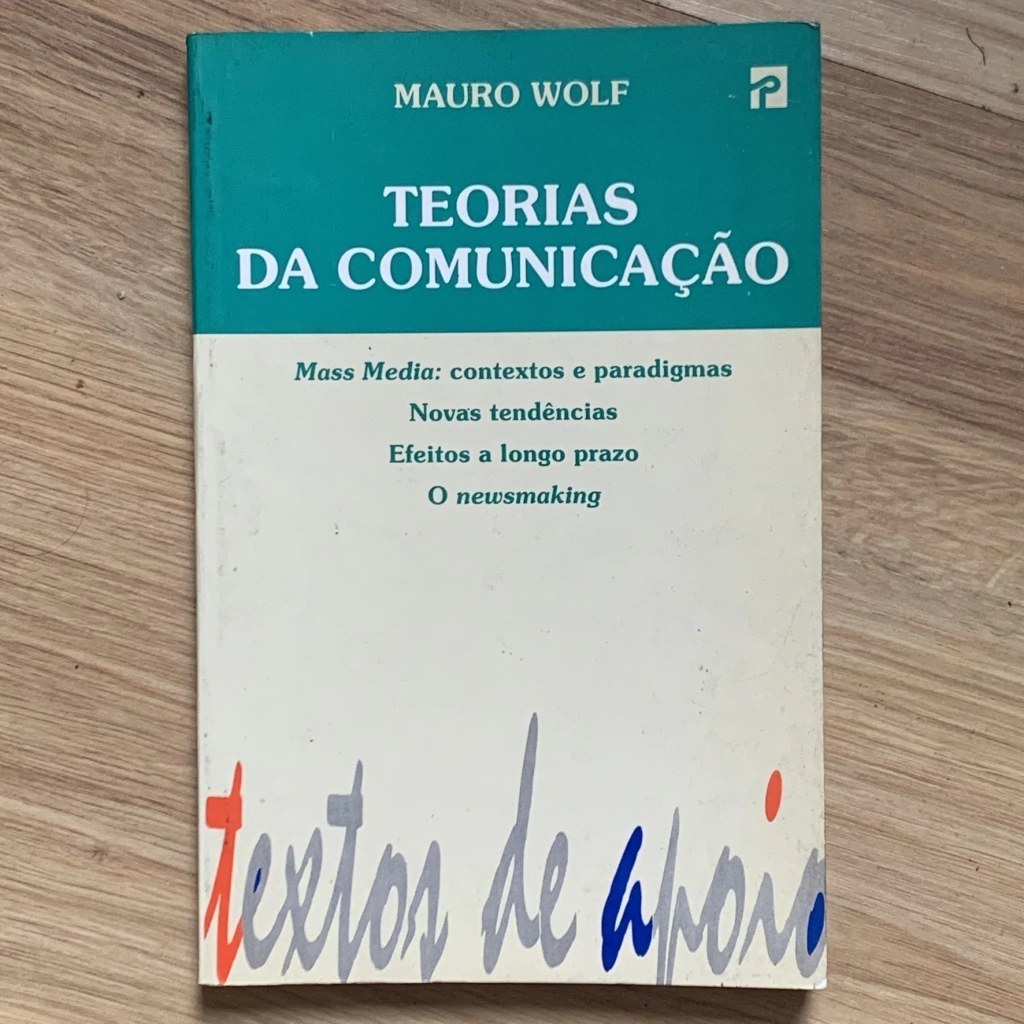 MAURO WOLF
TEORIAS
DA COMUNICAÇÃO
Mass Media: contextos e paradigmas
Novas tendências
Efeitos a longo prazo
O newsmaking
textos de apoio